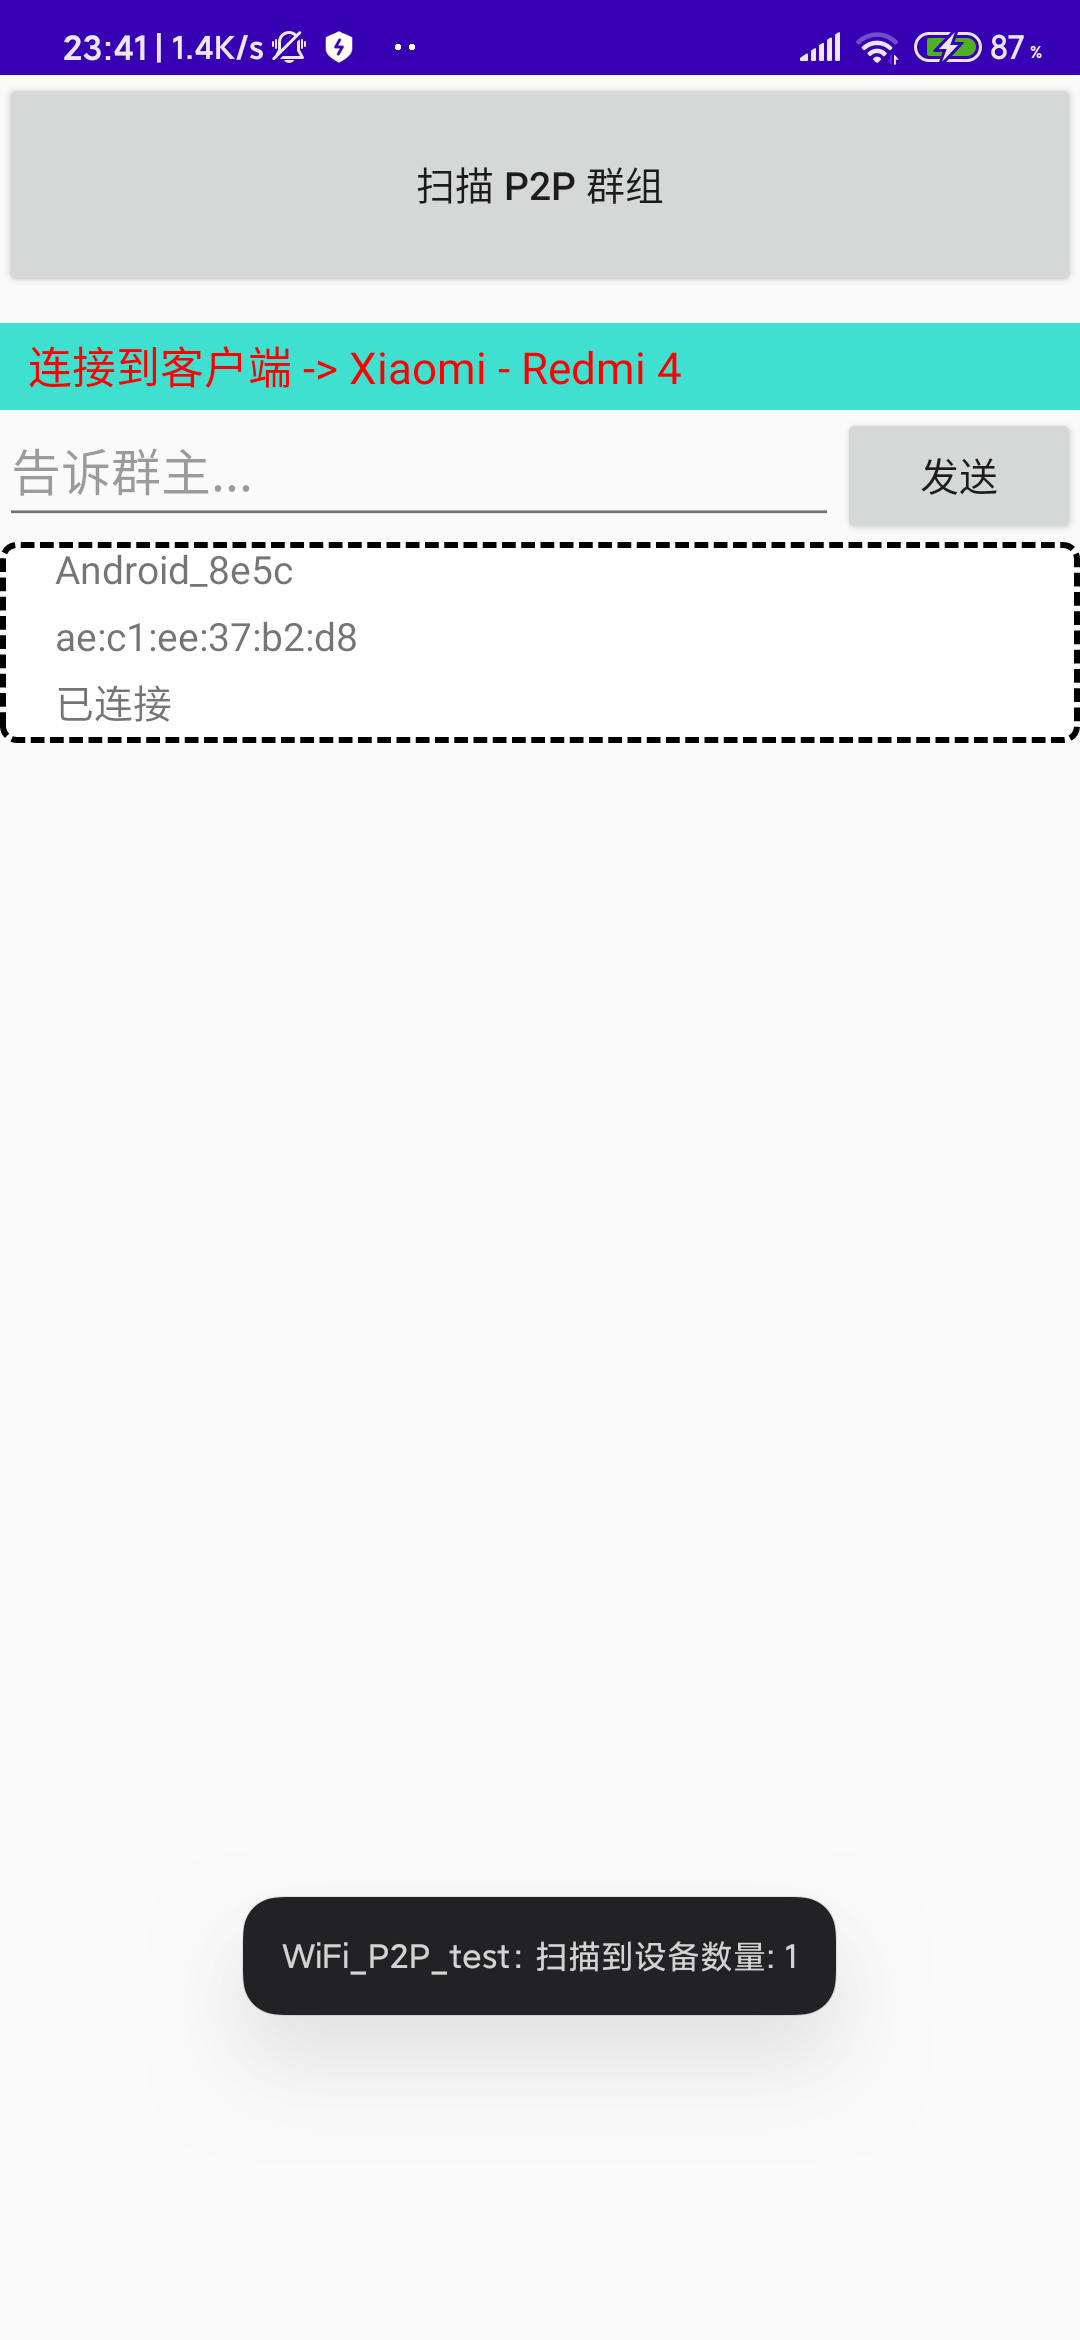 23:41 | 1.4K/s
87 %
扫描 P2P 群组
连接到客户端 -> Xiaomi - Redmi 4
告诉群主...
发送
Android_8e5c
ae:c1:ee:37:b2:d8
已连接
WiFi_P2P_test: 扫描到设备数量: 1